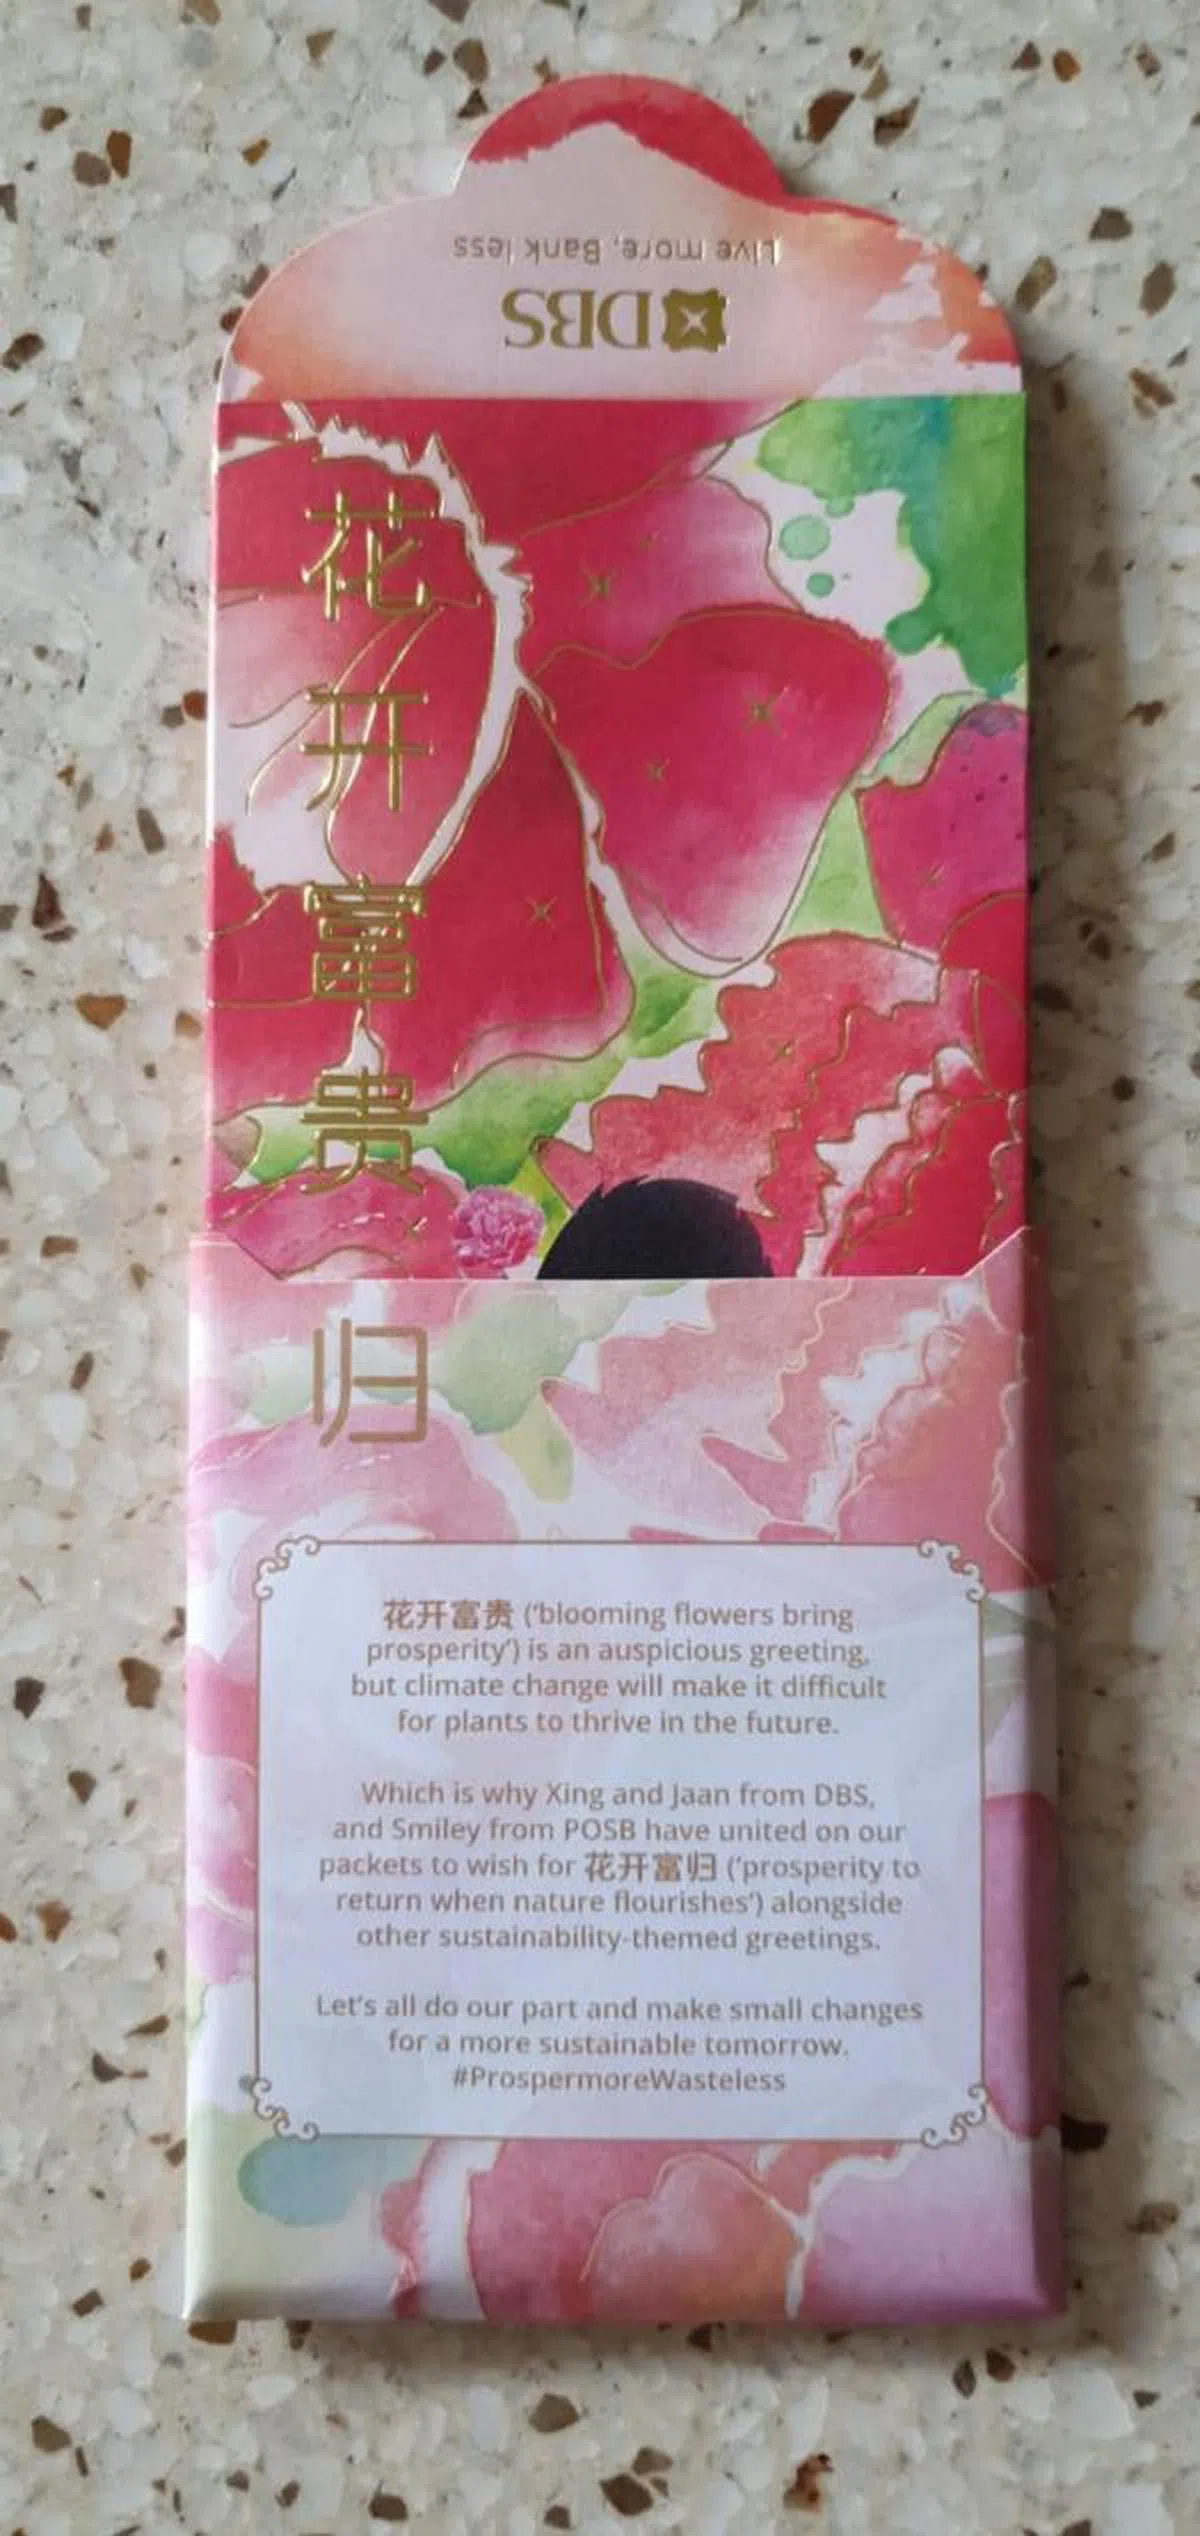 Live more, Bank less
DBS
花
开
富
贵
归
花开富贵 (‘blooming flowers bring
prosperity’) is an auspicious greeting,
but climate change will make it difficult
for plants to thrive in the future.
Which is why Xing and Jaan from DBS,
and Smiley from POSB have united on our
packets to wish for 花开富归 (‘prosperity to
return when nature flourishes’) alongside
other sustainability-themed greetings.
Let’s all do our part and make small changes
for a more sustainable tomorrow.
#ProspermoreWasteless